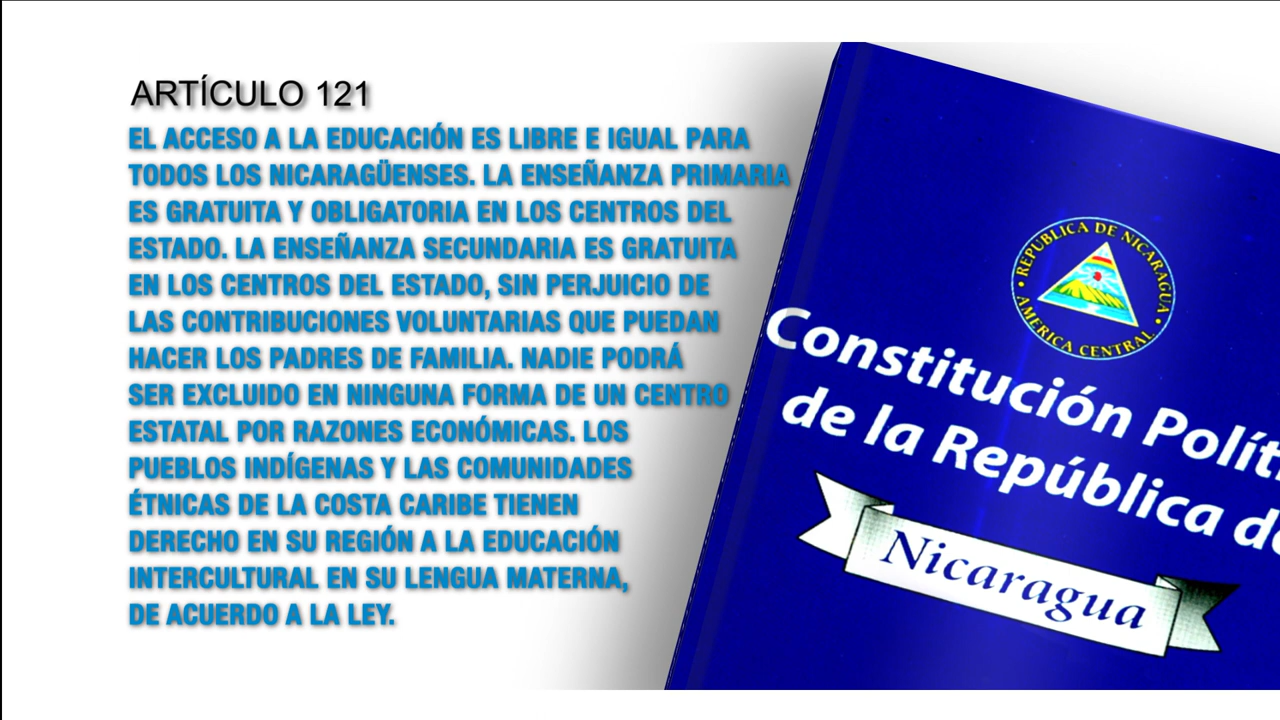 ARTÍCULO 121
EL ACCESO A LA EDUCACIÓN ES LIBRE E IGUAL PARA
TODOS LOS NICARAGÜENSES. LA ENSEÑANZA PRIMARIA
ES GRATUITA Y OBLIGATORIA EN LOS CENTROS DEL
ESTADO. LA ENSEÑANZA SECUNDARIA ES GRATUITA
EN LOS CENTROS DEL ESTADO, SIN PERJUICIO DE
LAS CONTRIBUCIONES VOLUNTARIAS QUE PUEDAN
HACER LOS PADRES DE FAMILIA. NADIE PODRÁ
SER EXCLUIDO EN NINGUNA FORMA DE UN CENTRO
ESTATAL POR RAZONES ECONÓMICAS. LOS
PUEBLOS INDÍGENAS Y LAS COMUNIDADES
ÉTNICAS DE LA COSTA CARIBE TIENEN
DERECHO EN SU REGIÓN A LA EDUCACIÓN
INTERCULTURAL EN SU LENGUA MATERNA,
DE ACUERDO A LA LEY.
REPUBLICA DE NICARAGUA
AMERICA CENTRAL
Constitución Polít
de la República de
Nicaragua